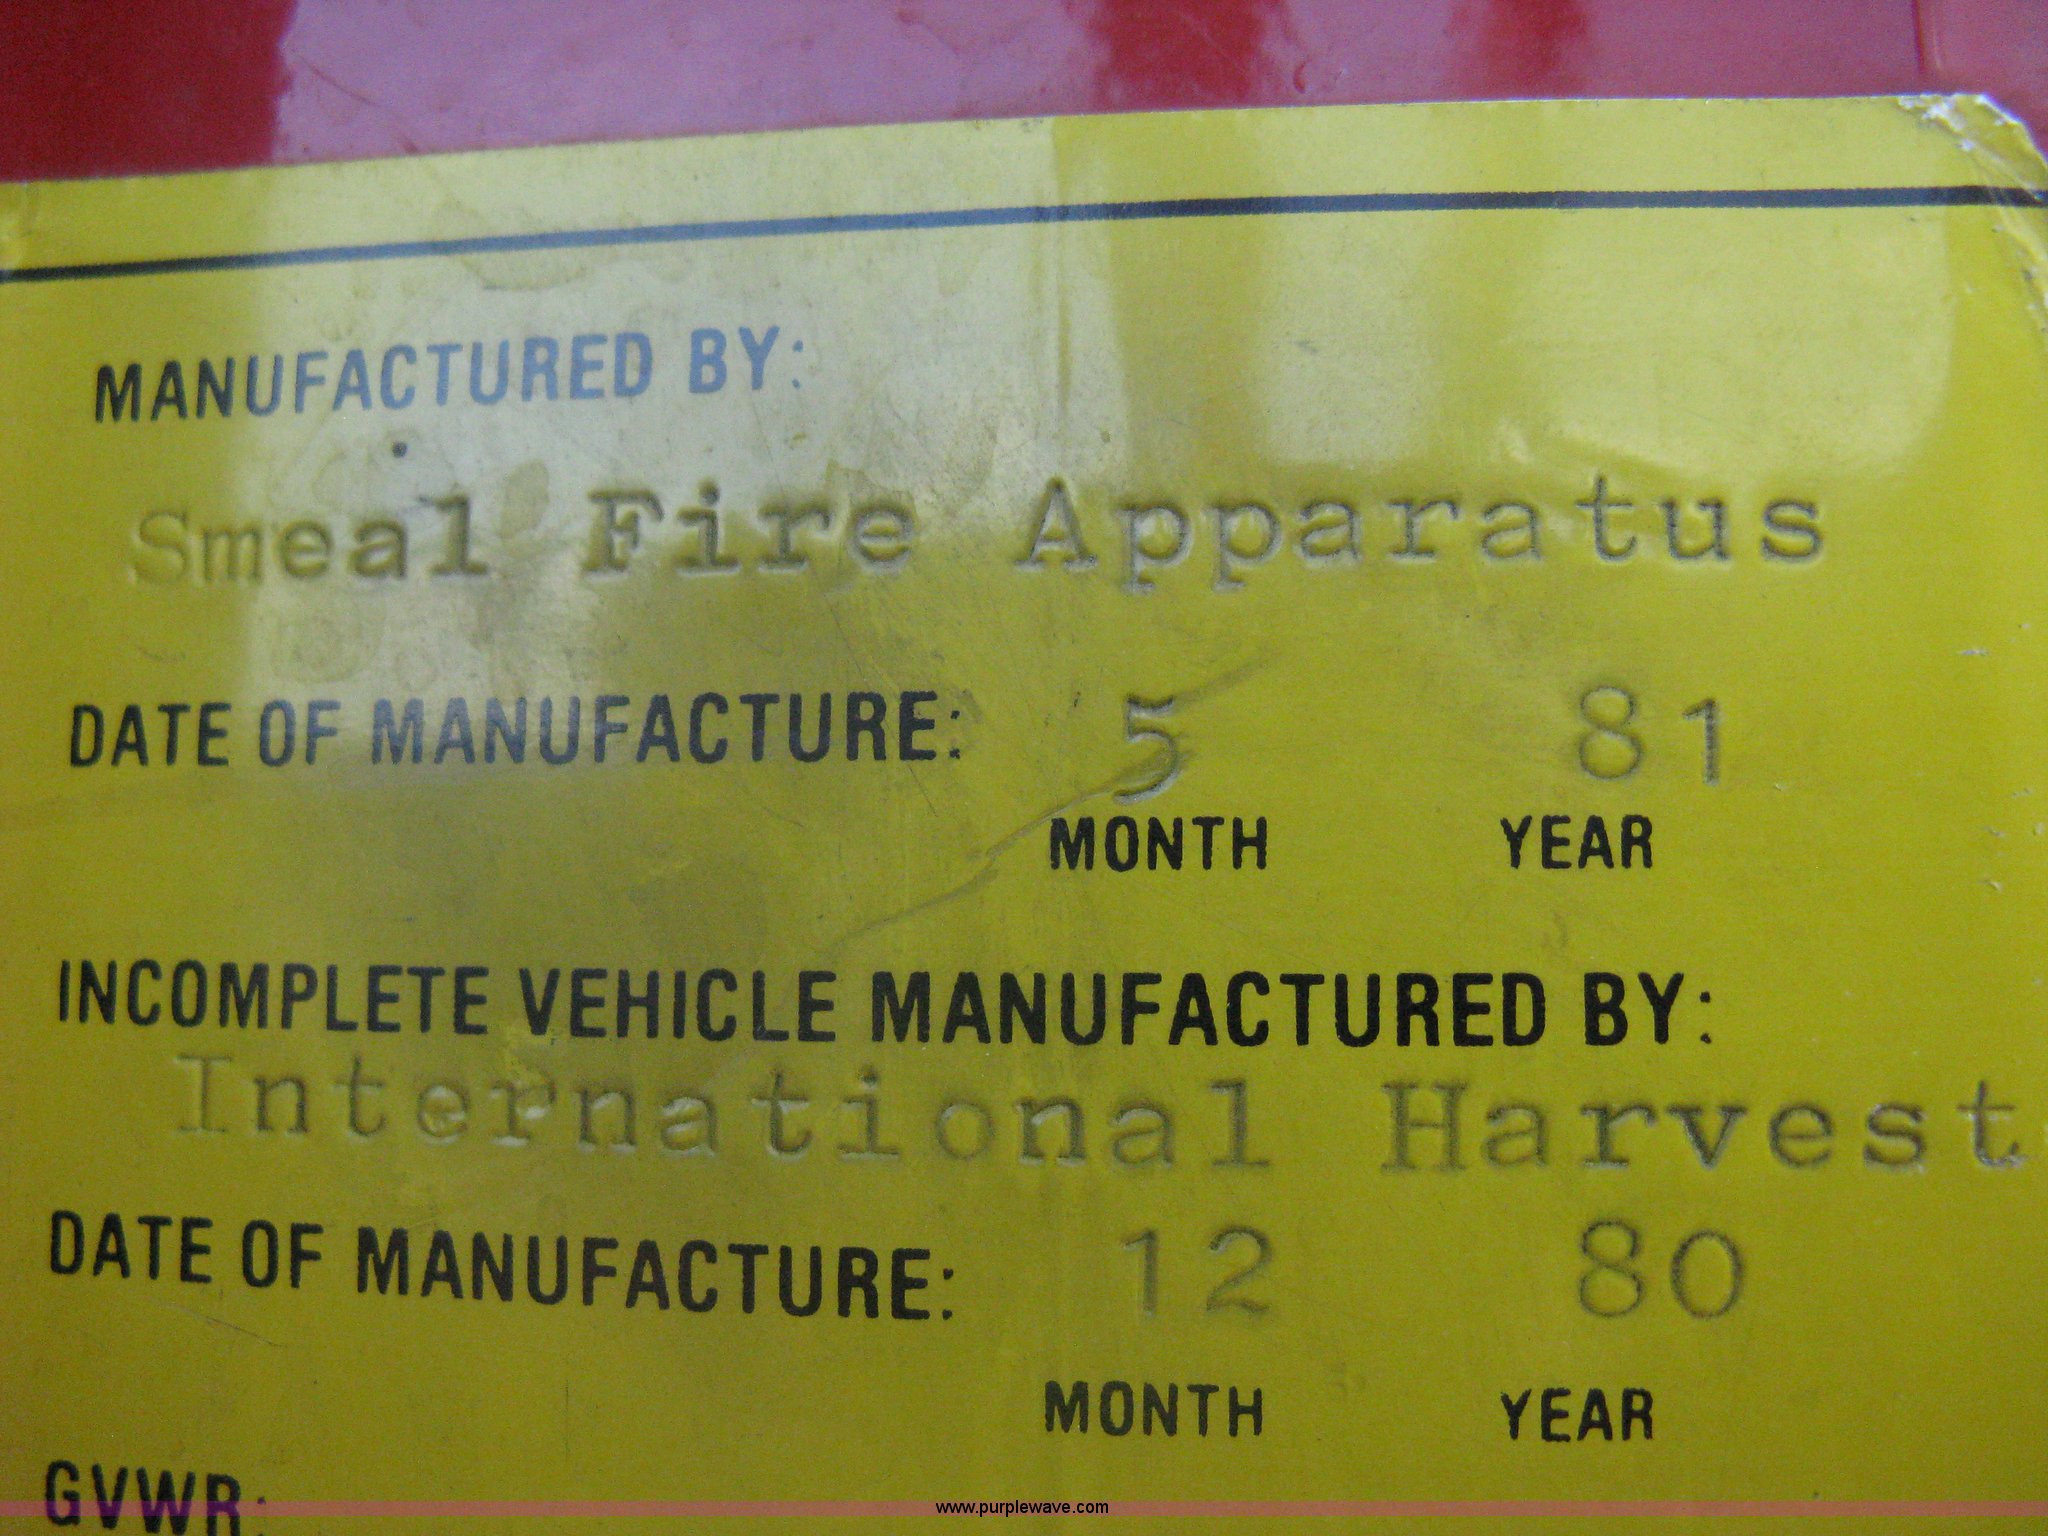 MANUFACTURED BY:
Smeal Fire Apparatus
DATE OF MANUFACTURE: 5 81
MONTH YEAR
INCOMPLETE VEHICLE MANUFACTURED BY:
International Harvest
DATE OF MANUFACTURE: 12 80
MONTH YEAR
GVWR:
www.purplewave.com